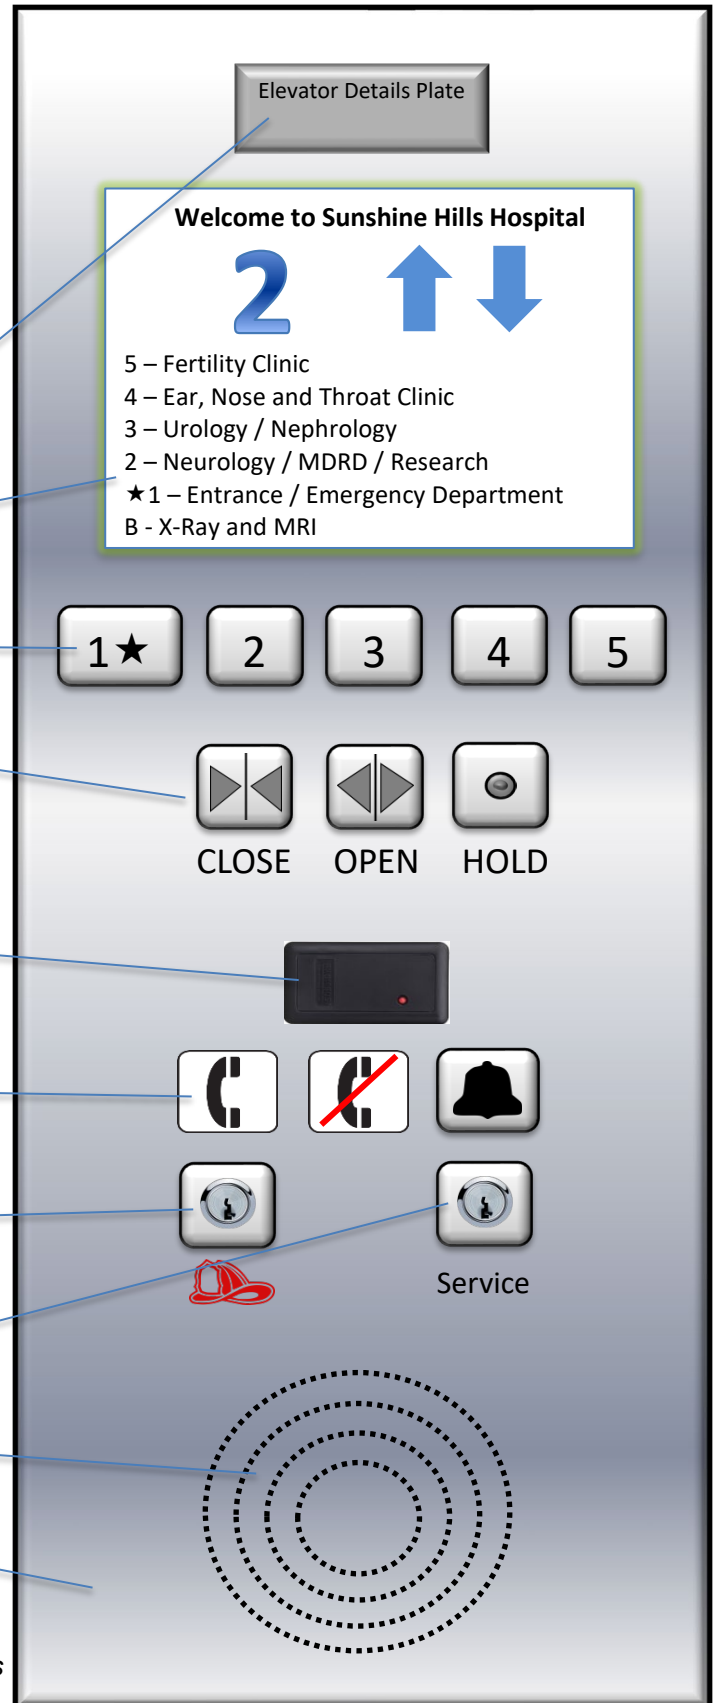 Elevator Details Plate
Welcome to Sunshine Hills Hospital
2
5 – Fertility Clinic
4 – Ear, Nose and Throat Clinic
3 – Urology / Nephrology
2 – Neurology / MDRD / Research
★1 – Entrance / Emergency Department
B - X-Ray and MRI
1★ 2 3 4 5
CLOSE OPEN HOLD
Service
s